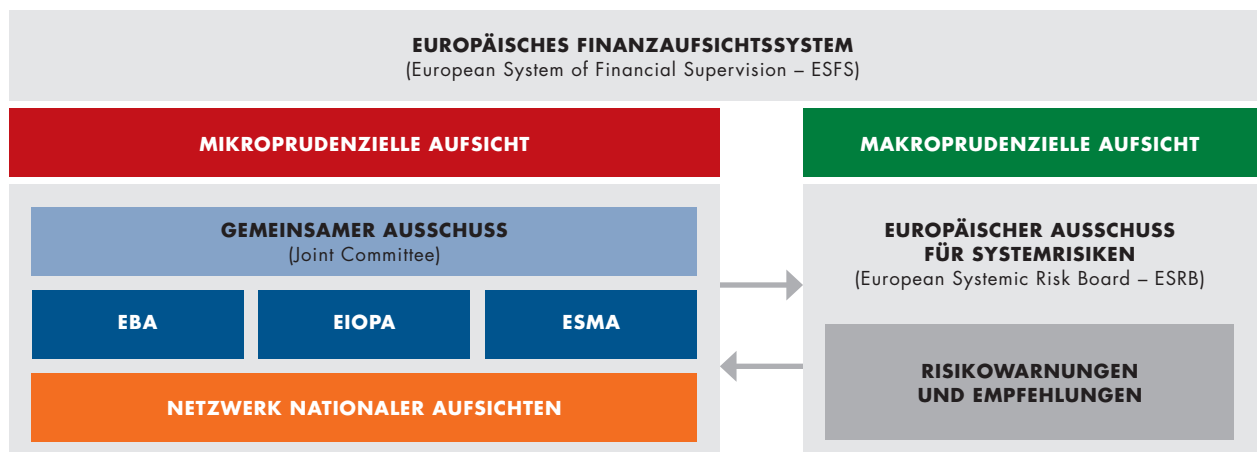 EUROPÄISCHES FINANZAUFSICHTSSYSTEM
(European System of Financial Supervision – ESFS)
MIKROPRUDENZIELLE AUFSICHT
GEMEINSAMER AUSSCHUSS
(Joint Committee)
EBA
EIOPA
ESMA
NETZWERK NATIONALER AUFSICHTEN
MAKROPRUDENZIELLE AUFSICHT
EUROPÄISCHER AUSSCHUSS
FÜR SYSTEMRISIKEN
(European Systemic Risk Board – ESRB)
RISIKOWARNUNGEN
UND EMPFEHLUNGEN